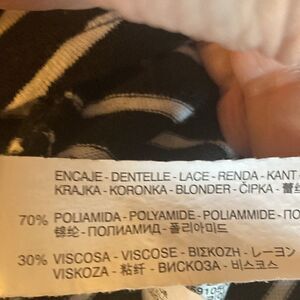 ENCAJE - DENTELLE - LACE - RENDA - KANT -
KRAJKA - KORONKA - BLONDER - ČIPKA - 蕾丝
70% POLIAMIDA - POLYAMIDE - POLIAMMIDE - ПО
锦纶 - ПОЛИАМИД - 폴리아미드
30% VISCOSA - VISCOSE - ΒΙΣΚΟΖΗ - レーヨン
VISKOZA - 粘纤 - ВИСКОЗА - 비스코스